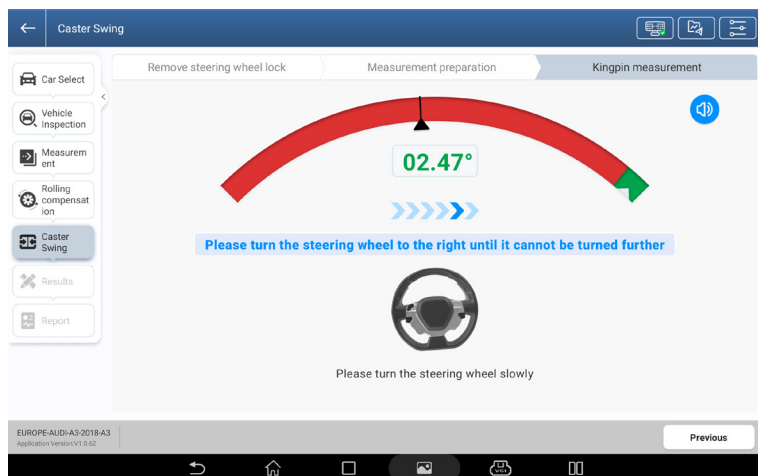 Caster Swing
Remove steering wheel lock
Measurement preparation
Kingpin measurement
Car Select
Vehicle
Inspection
Measurem
ent
Rolling
compensat
ion
Caster
Swing
Results
Report
02.47°
Please turn the steering wheel to the right until it cannot be turned further
Please turn the steering wheel slowly
EUROPE-AUDI-A3-2018-A3
Application Version:V1.0.62
Previous
VCI